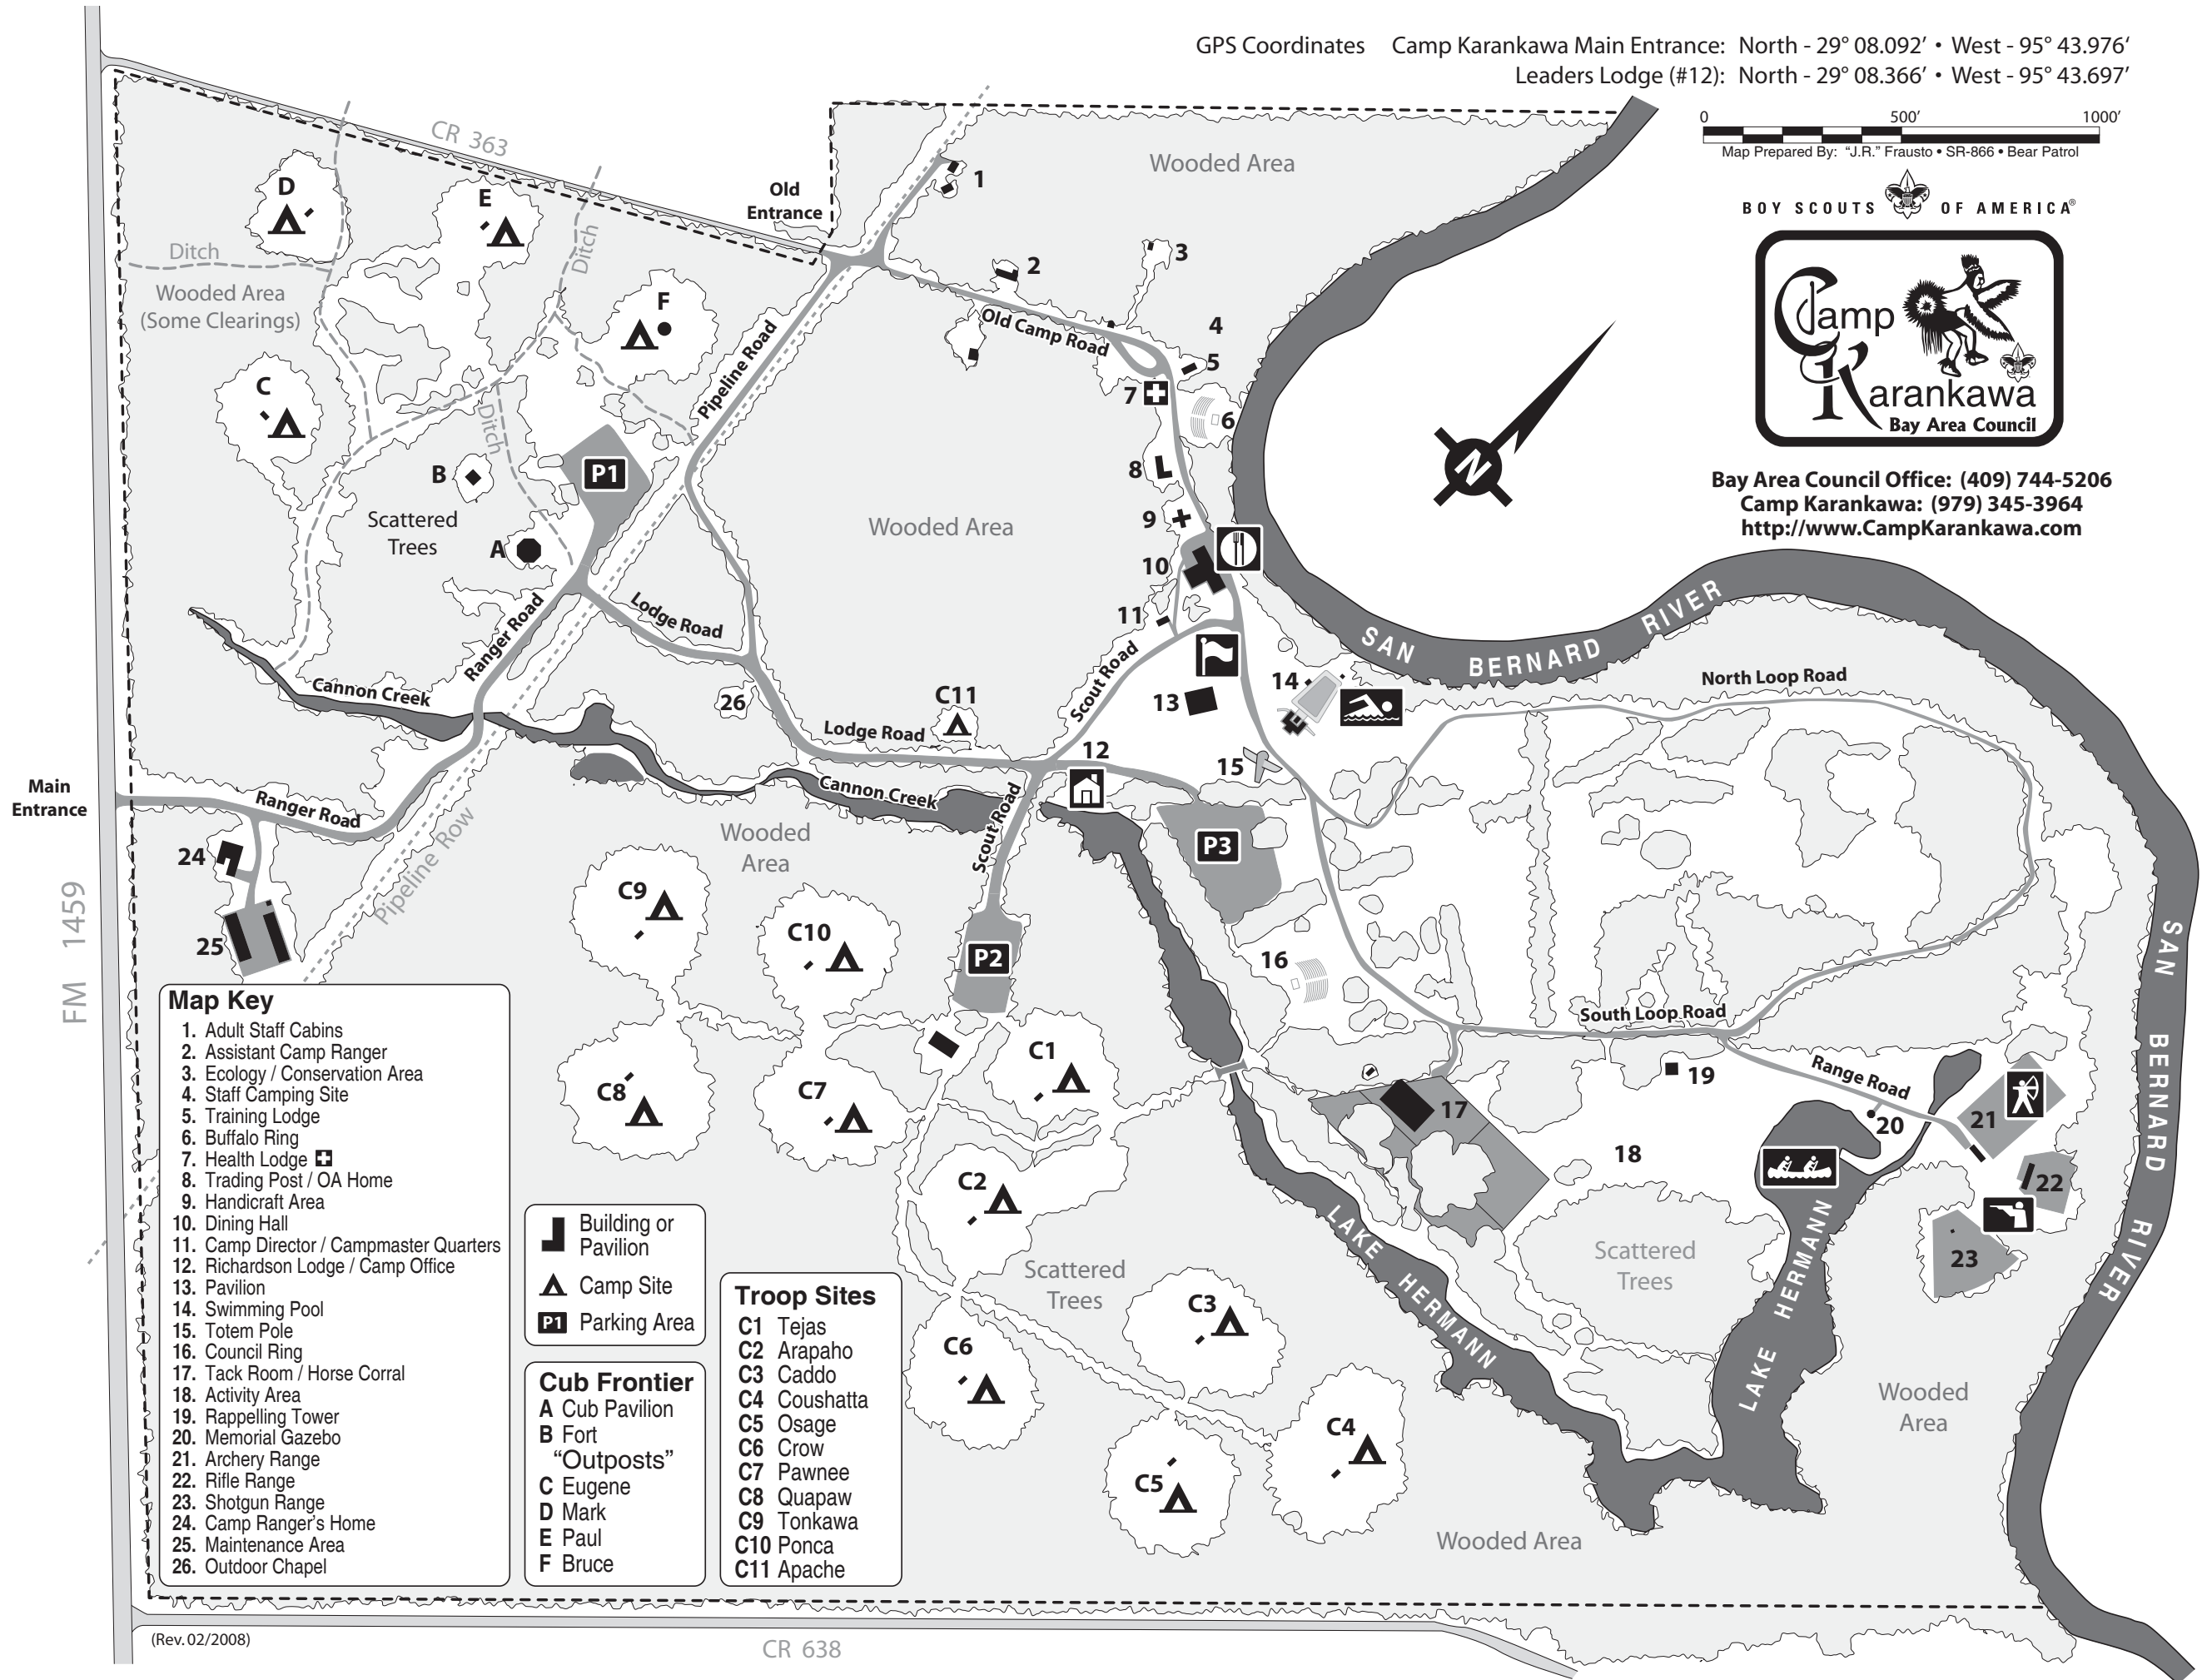 GPS Coordinates Camp Karankawa Main Entrance: North - 29° 08.092’ • West - 95° 43.976‘
Leaders Lodge (#12): North - 29° 08.366’ • West - 95° 43.697’
0 500’ 1000’
Map Prepared By: “J.R.” Frausto • SR-866 • Bear Patrol
BOY SCOUTS OF AMERICA®
Camp
Karankawa
Bay Area Council
Bay Area Council Office: (409) 744-5206
Camp Karankawa: (979) 345-3964
http://www.CampKarankawa.com
N
CR 363
Old
Entrance
Wooded Area
1
D
E
Ditch
Ditch
Wooded Area
(Some Clearings)
F
2
3
4
Old Camp Road
Pipeline Road
5
7
6
C
Ditch
B
P1
8
Scattered
Trees
Wooded Area
9
A
10
Lodge Road
Ranger Road
11
SAN BERNARD RIVER
Scout Road
North Loop Road
Cannon Creek
26
C11
13
14
Lodge Road
12
15
Main
Entrance
Ranger Road
Cannon Creek
Scout Road
Wooded
Area
P3
24
Pipeline Row
FM 1459
25
C9
C10
P2
16
SAN BERNARD RIVER
South Loop Road
C1
C8
C7
17
19
Range Road
20
21
18
22
C2
23
LAKE HERMANN
LAKE HERMANN
Scattered
Trees
Scattered
Trees
C3
C6
C4
C5
Wooded
Area
Wooded Area
Map Key
1. Adult Staff Cabins
2. Assistant Camp Ranger
3. Ecology / Conservation Area
4. Staff Camping Site
5. Training Lodge
6. Buffalo Ring
7. Health Lodge
8. Trading Post / OA Home
9. Handicraft Area
10. Dining Hall
11. Camp Director / Campmaster Quarters
12. Richardson Lodge / Camp Office
13. Pavilion
14. Swimming Pool
15. Totem Pole
16. Council Ring
17. Tack Room / Horse Corral
18. Activity Area
19. Rappelling Tower
20. Memorial Gazebo
21. Archery Range
22. Rifle Range
23. Shotgun Range
24. Camp Ranger's Home
25. Maintenance Area
26. Outdoor Chapel
Building or
Pavilion
Camp Site
P1 Parking Area
Cub Frontier
A Cub Pavilion
B Fort
“Outposts”
C Eugene
D Mark
E Paul
F Bruce
Troop Sites
C1 Tejas
C2 Arapaho
C3 Caddo
C4 Coushatta
C5 Osage
C6 Crow
C7 Pawnee
C8 Quapaw
C9 Tonkawa
C10 Ponca
C11 Apache
(Rev. 02/2008)
CR 638